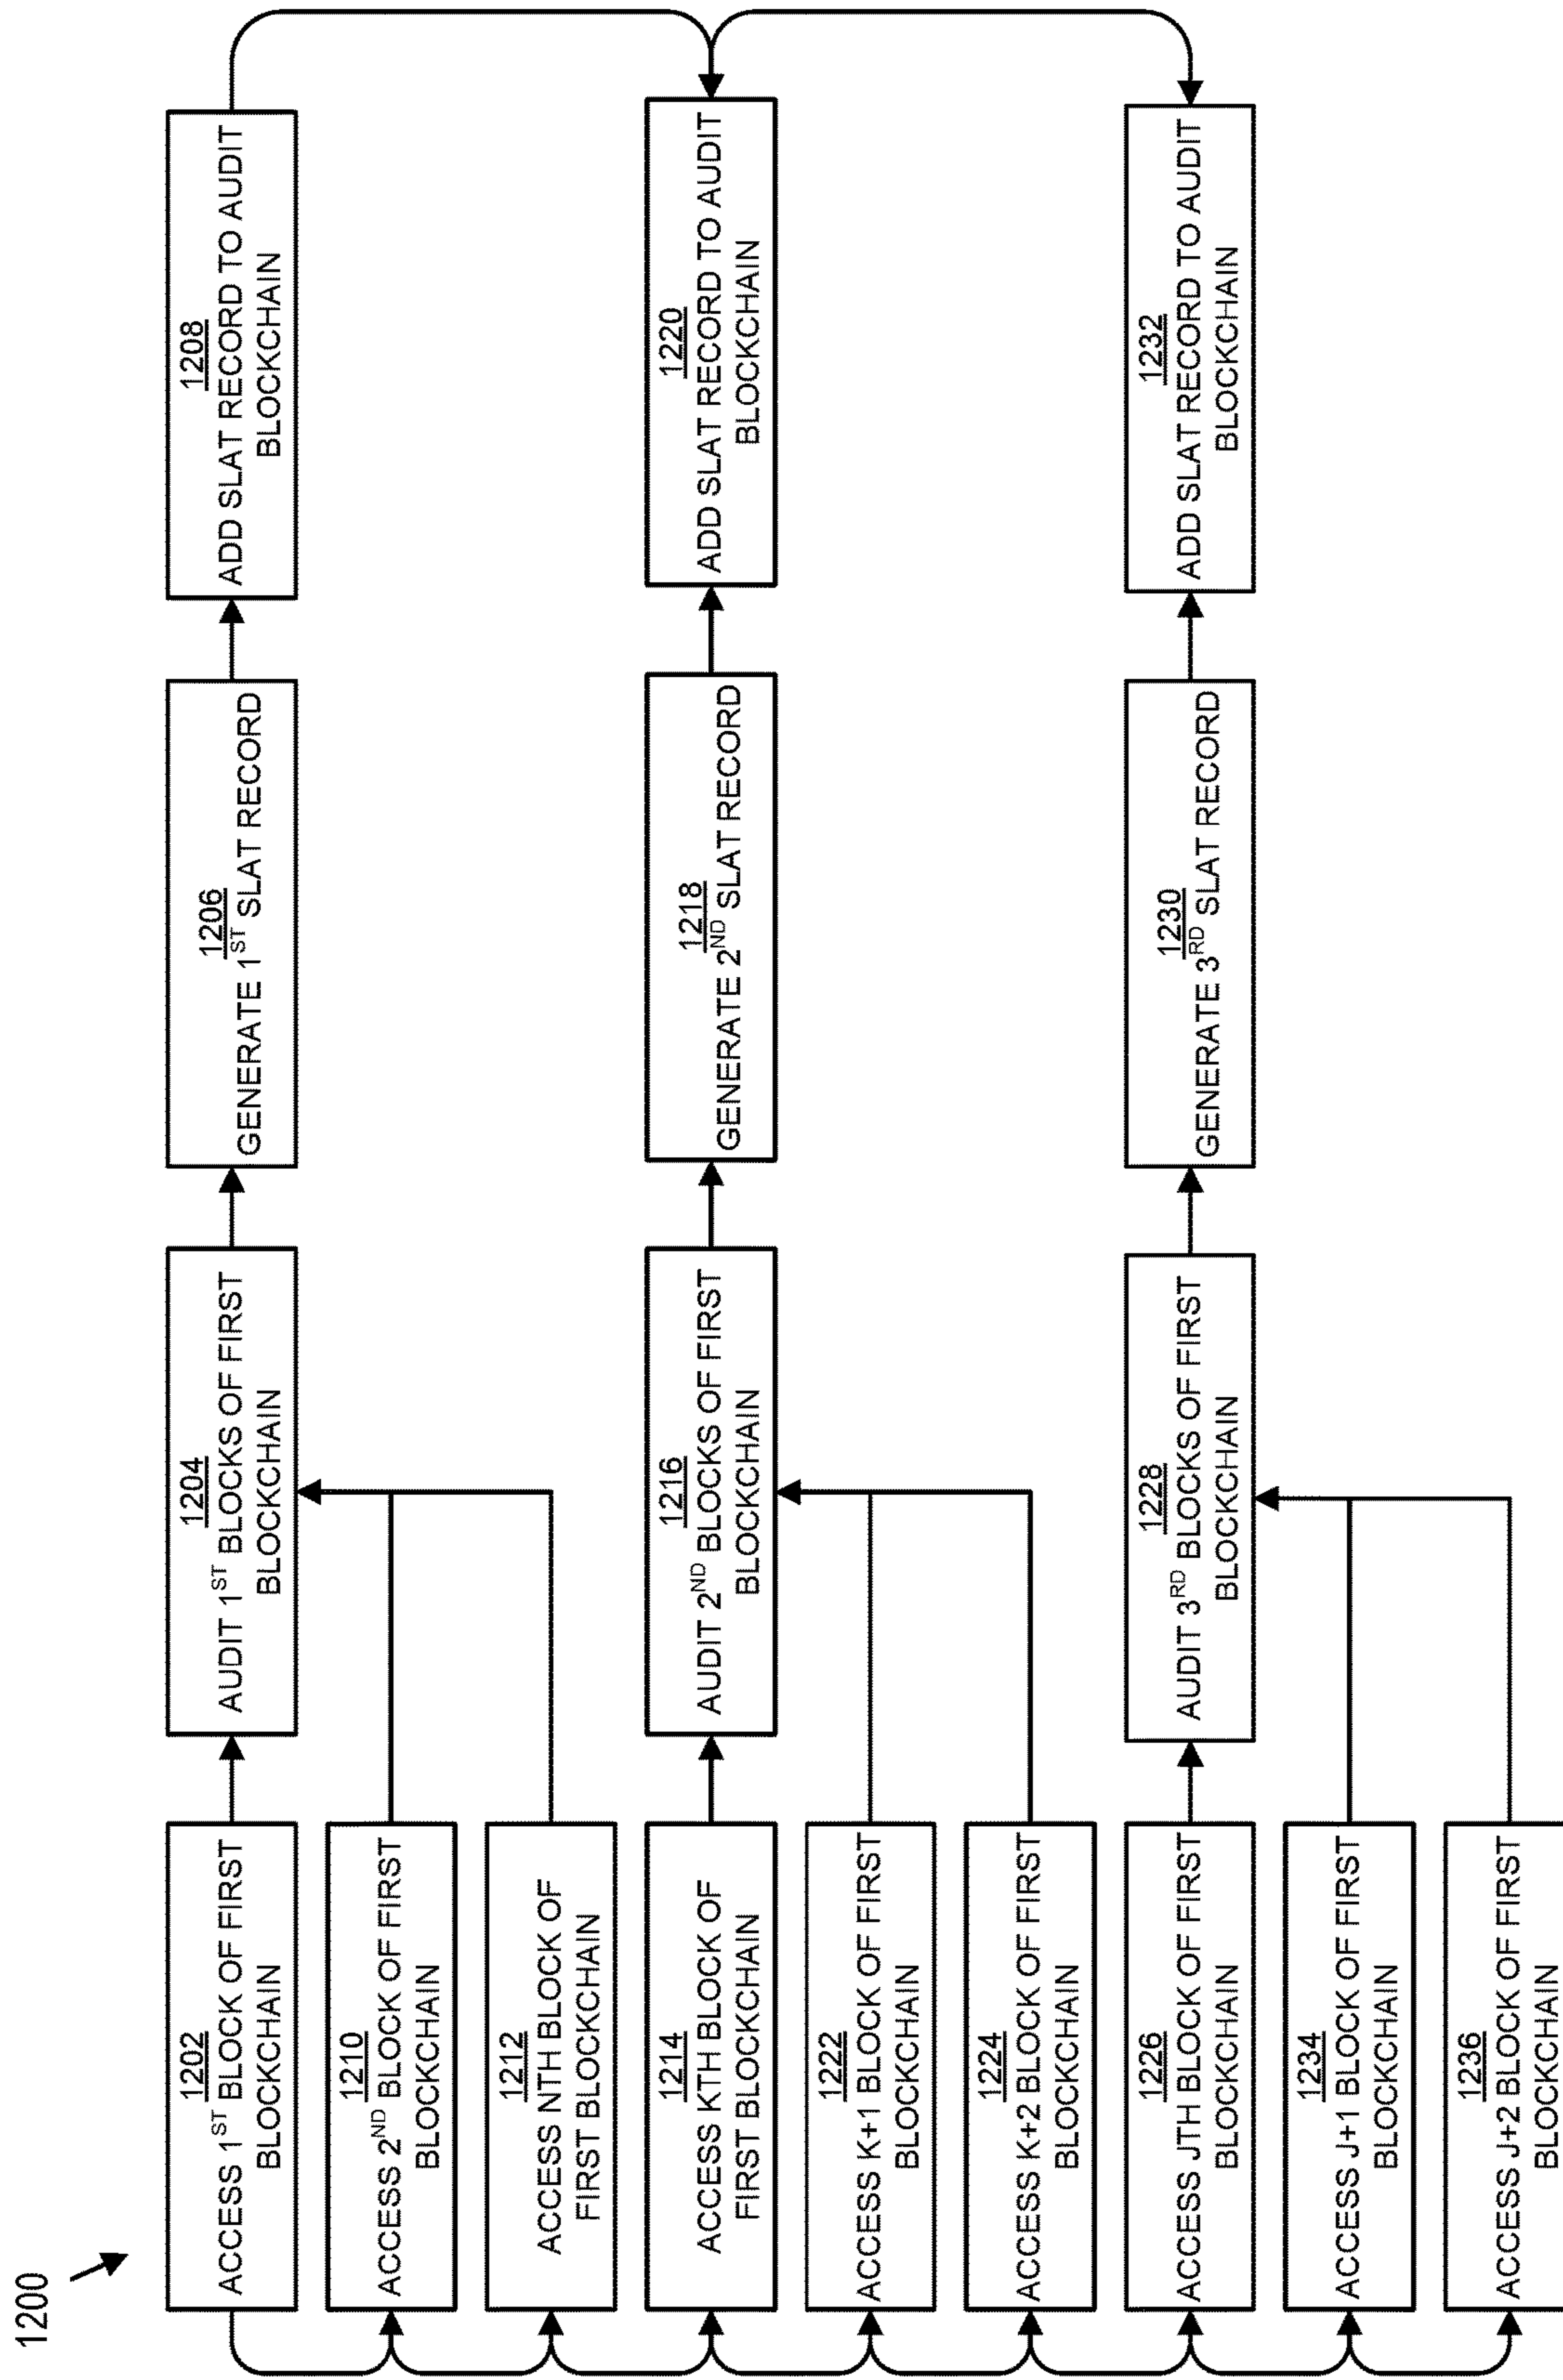 1200
1202
ACCESS 1ST BLOCK OF FIRST
BLOCKCHAIN
1204
AUDIT 1ST BLOCKS OF FIRST
BLOCKCHAIN
1206
GENERATE 1ST SLAT RECORD
1208
ADD SLAT RECORD TO AUDIT
BLOCKCHAIN
1210
ACCESS 2ND BLOCK OF FIRST
BLOCKCHAIN
1212
ACCESS NTH BLOCK OF
FIRST BLOCKCHAIN
1214
ACCESS KTH BLOCK OF
FIRST BLOCKCHAIN
1216
AUDIT 2ND BLOCKS OF FIRST
BLOCKCHAIN
1218
GENERATE 2ND SLAT RECORD
1220
ADD SLAT RECORD TO AUDIT
BLOCKCHAIN
1222
ACCESS K+1 BLOCK OF FIRST
BLOCKCHAIN
1224
ACCESS K+2 BLOCK OF FIRST
BLOCKCHAIN
1226
ACCESS JTH BLOCK OF FIRST
BLOCKCHAIN
1228
AUDIT 3RD BLOCKS OF FIRST
BLOCKCHAIN
1230
GENERATE 3RD SLAT RECORD
1232
ADD SLAT RECORD TO AUDIT
BLOCKCHAIN
1234
ACCESS J+1 BLOCK OF FIRST
BLOCKCHAIN
1236
ACCESS J+2 BLOCK OF FIRST
BLOCKCHAIN